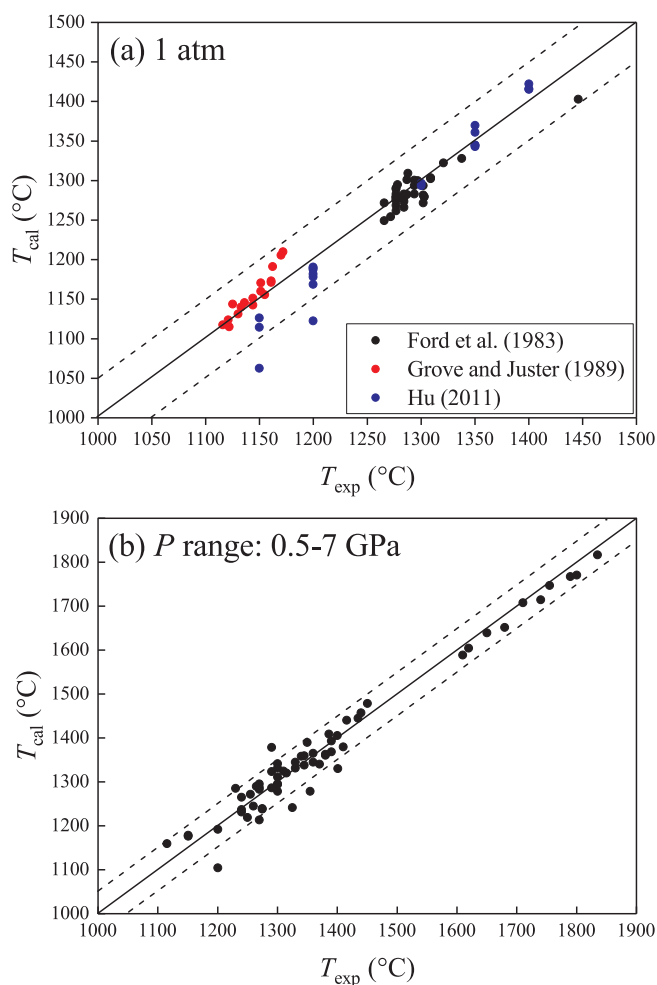 1500
(a) 1 atm
1450
1400
1350
1300
1250
1200
1150
1100
1050
1000
T_cal (°C)
Ford et al. (1983)
Grove and Juster (1989)
Hu (2011)
1000 1050 1100 1150 1200 1250 1300 1350 1400 1450 1500
T_exp (°C)
1900
(b) P range: 0.5-7 GPa
1800
1700
1600
1500
1400
1300
1200
1100
1000
T_cal (°C)
1000 1100 1200 1300 1400 1500 1600 1700 1800 1900
T_exp (°C)